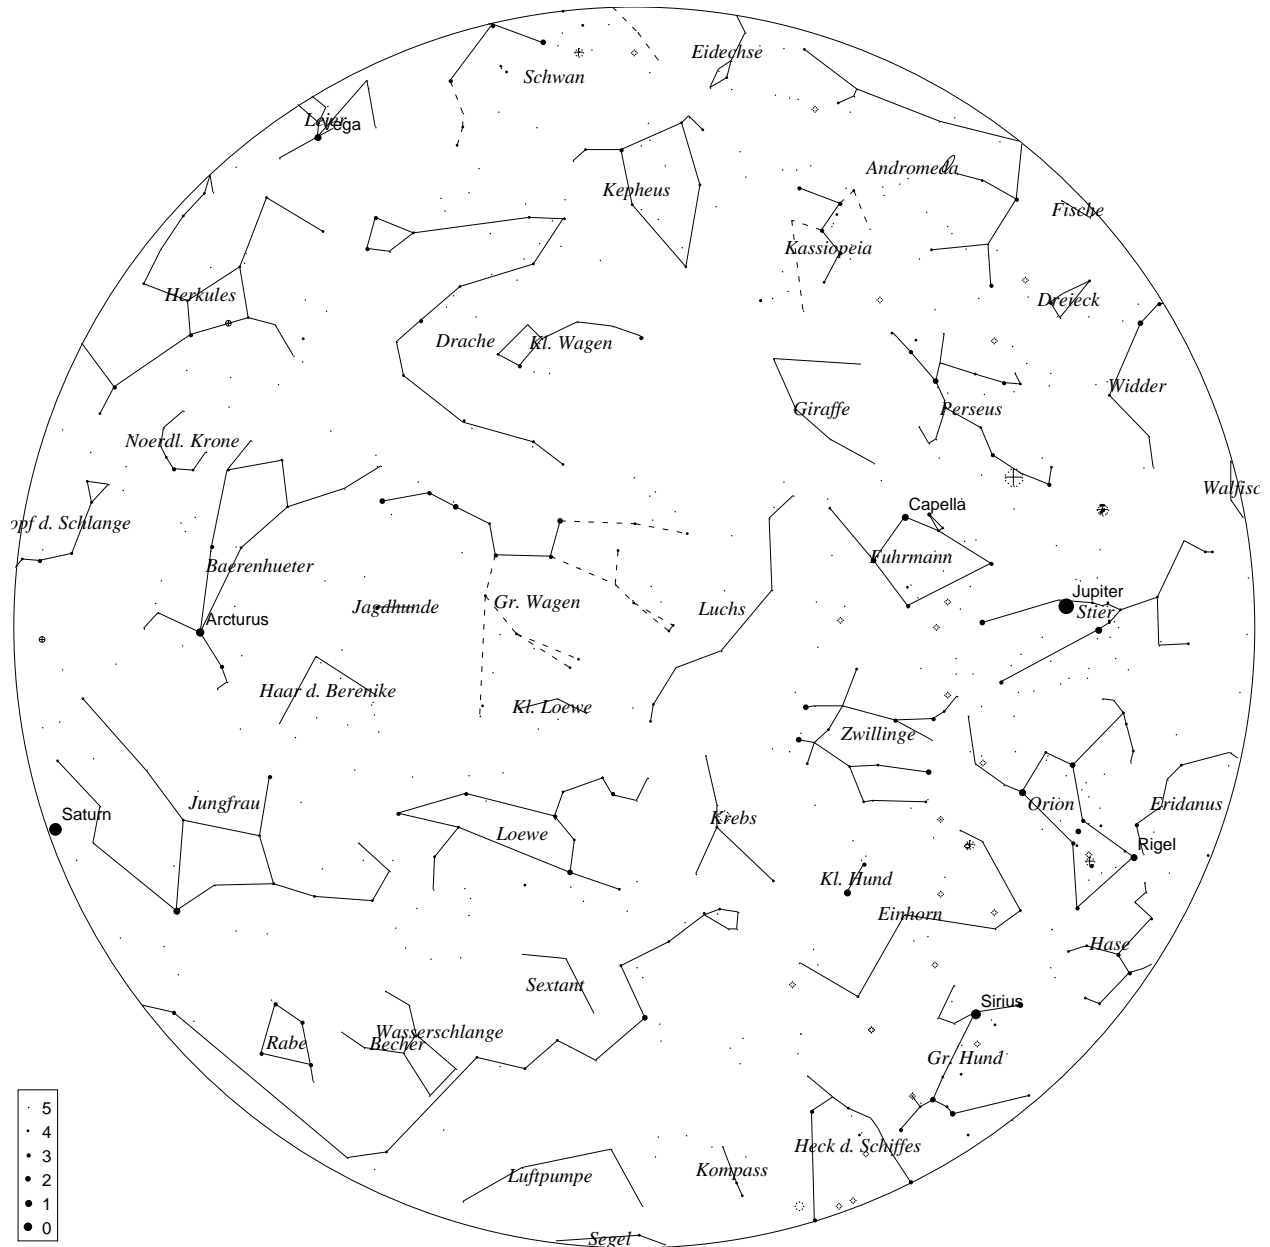 Eidechse
Schwan
Leier
Vega
Andromeda
Kepheus
Fische
Kassiopeia
Herkules
Dreieck
Drache
Kl. Wagen
Widder
Giraffe
Perseus
Noerdl. Krone
Walfisc
Capella
opf d. Schlange
Fuhrmann
Baerenhueter
Jupiter
Gr. Wagen
Jagdhunde
Luchs
Stier
Arcturus
Haar d. Berenike
Kl. Loewe
Zwillinge
Jungfrau
Orion
Eridanus
Saturn
Krebs
Loewe
Rigel
Kl. Hund
Einhorn
Hase
Sextant
Sirius
Wasserschlange
Rabe
Becher
Gr. Hund
5
4
Heck d. Schiffes
3
Kompass
Luftpumpe
2
1
0
Segel